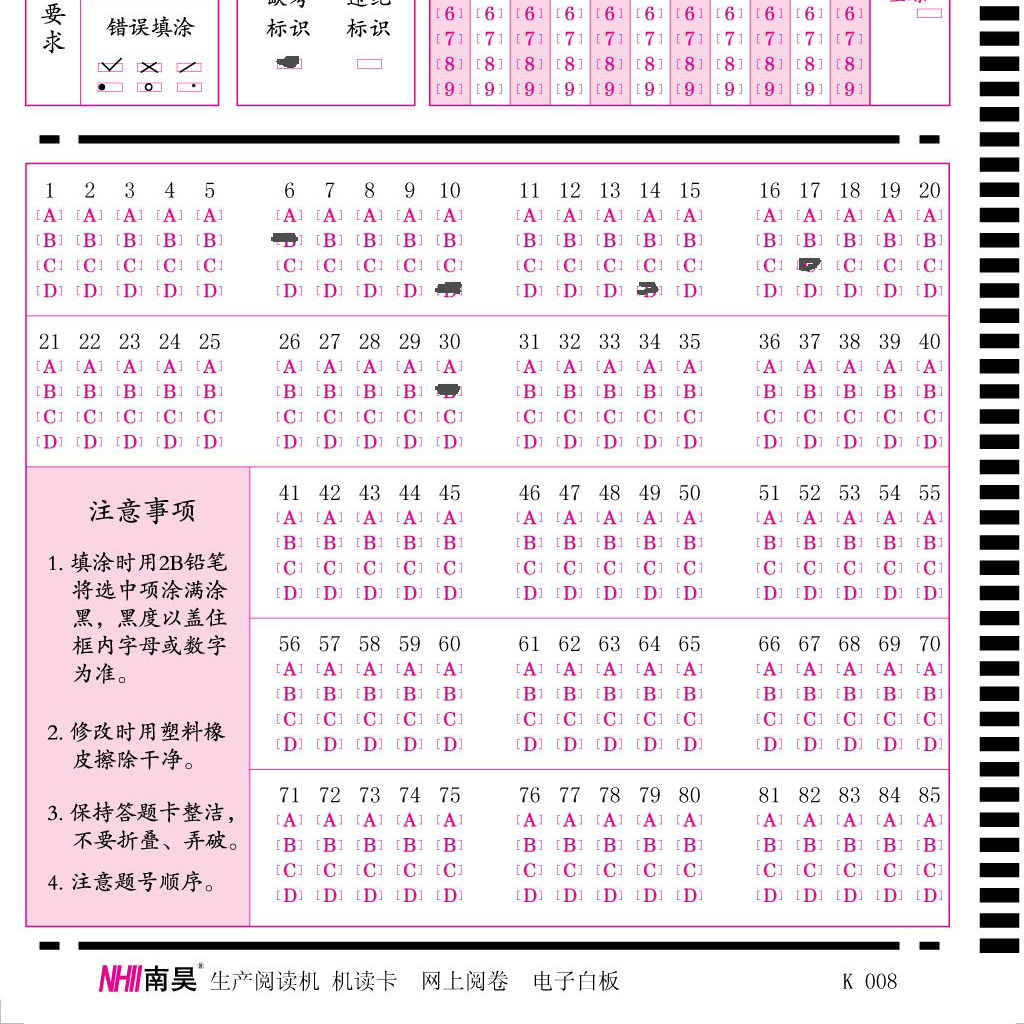 要求
错误填涂
标识
标识
[6] [6] [6] [6] [6] [6] [6] [6] [6] [6] [6]
[7] [7] [7] [7] [7] [7] [7] [7] [7] [7] [7]
[8] [8] [8] [8] [8] [8] [8] [8] [8] [8] [8]
[9] [9] [9] [9] [9] [9] [9] [9] [9] [9] [9]
1 2 3 4 5 6 7 8 9 10 11 12 13 14 15 16 17 18 19 20
[A] [A] [A] [A] [A] [A] [A] [A] [A] [A] [A] [A] [A] [A] [A] [A] [A] [A] [A] [A]
[B] [B] [B] [B] [B] [B] [B] [B] [B] [B] [B] [B] [B] [B] [B] [B] [B] [B] [B]
[C] [C] [C] [C] [C] [C] [C] [C] [C] [C] [C] [C] [C] [C] [C] [C] [C] [C] [C]
[D] [D] [D] [D] [D] [D] [D] [D] [D] [D] [D] [D] [D] [D] [D] [D] [D] [D]
21 22 23 24 25 26 27 28 29 30 31 32 33 34 35 36 37 38 39 40
[A] [A] [A] [A] [A] [A] [A] [A] [A] [A] [A] [A] [A] [A] [A] [A] [A] [A] [A] [A]
[B] [B] [B] [B] [B] [B] [B] [B] [B] [B] [B] [B] [B] [B] [B] [B] [B] [B] [B]
[C] [C] [C] [C] [C] [C] [C] [C] [C] [C] [C] [C] [C] [C] [C] [C] [C] [C] [C] [C]
[D] [D] [D] [D] [D] [D] [D] [D] [D] [D] [D] [D] [D] [D] [D] [D] [D] [D] [D] [D]
注意事项
1. 填涂时用2B铅笔
将选中项涂满涂
黑，黑度以盖住
框内字母或数字
为准。
2. 修改时用塑料橡
皮擦除干净。
3. 保持答题卡整洁，
不要折叠、弄破。
4. 注意题号顺序。
41 42 43 44 45 46 47 48 49 50 51 52 53 54 55
[A] [A] [A] [A] [A] [A] [A] [A] [A] [A] [A] [A] [A] [A] [A]
[B] [B] [B] [B] [B] [B] [B] [B] [B] [B] [B] [B] [B] [B] [B]
[C] [C] [C] [C] [C] [C] [C] [C] [C] [C] [C] [C] [C] [C] [C]
[D] [D] [D] [D] [D] [D] [D] [D] [D] [D] [D] [D] [D] [D] [D]
56 57 58 59 60 61 62 63 64 65 66 67 68 69 70
[A] [A] [A] [A] [A] [A] [A] [A] [A] [A] [A] [A] [A] [A] [A]
[B] [B] [B] [B] [B] [B] [B] [B] [B] [B] [B] [B] [B] [B] [B]
[C] [C] [C] [C] [C] [C] [C] [C] [C] [C] [C] [C] [C] [C] [C]
[D] [D] [D] [D] [D] [D] [D] [D] [D] [D] [D] [D] [D] [D] [D]
71 72 73 74 75 76 77 78 79 80 81 82 83 84 85
[A] [A] [A] [A] [A] [A] [A] [A] [A] [A] [A] [A] [A] [A] [A]
[B] [B] [B] [B] [B] [B] [B] [B] [B] [B] [B] [B] [B] [B] [B]
[C] [C] [C] [C] [C] [C] [C] [C] [C] [C] [C] [C] [C] [C] [C]
[D] [D] [D] [D] [D] [D] [D] [D] [D] [D] [D] [D] [D] [D] [D]
NHII南昊® 生产阅读机 机读卡 网上阅卷 电子白板 K 008